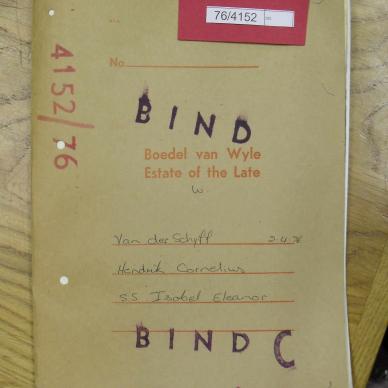 76/4152
4152/76
No.
BIND
Boedel van Wyle
Estate of the Late
W.
Van der Schyff 2-4-76
Hendrik Cornelius
SS Isobel Eleanor
BIND C